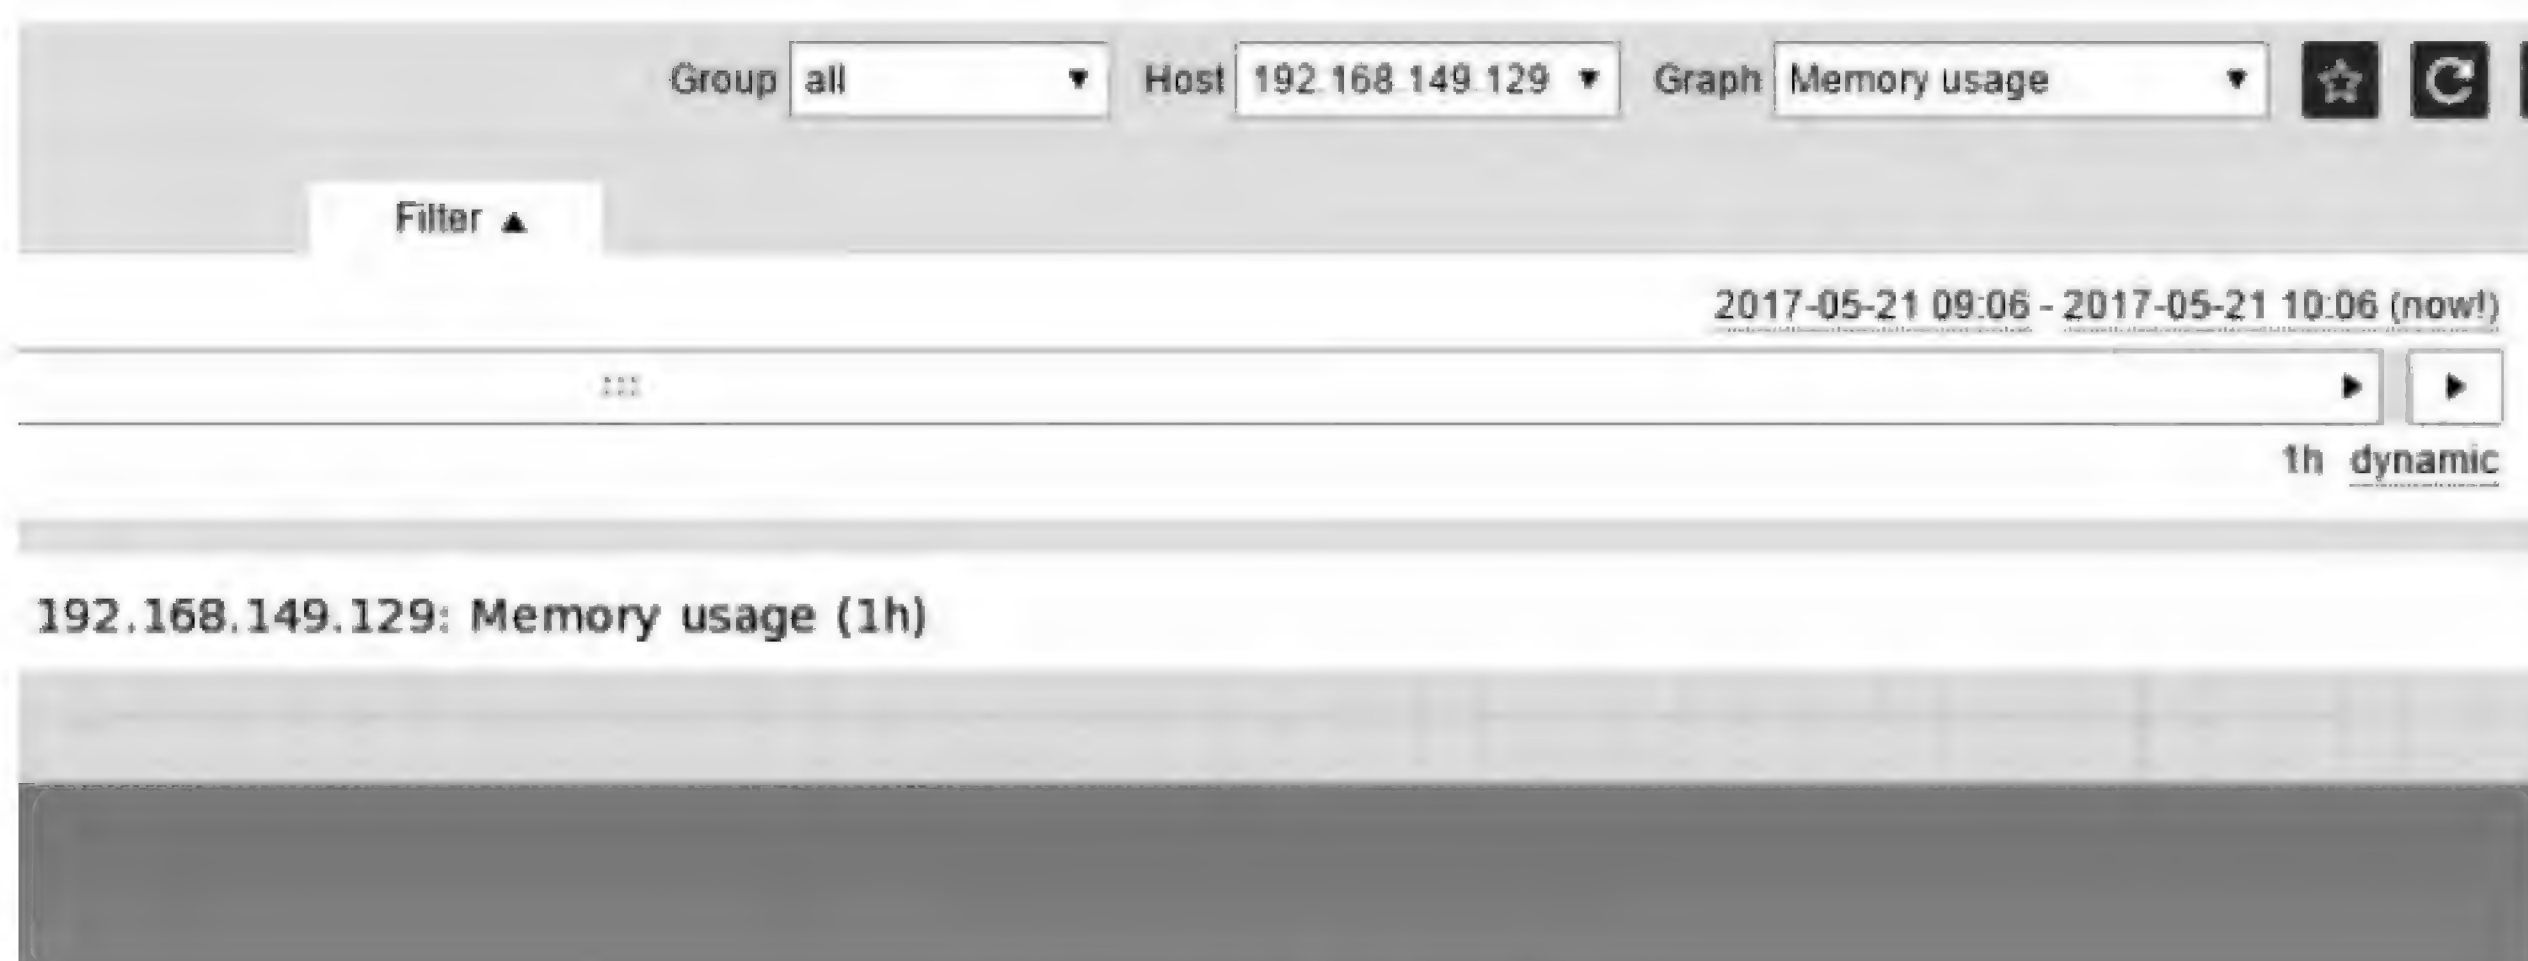 Group all Host 192.168.149.129 Graph Memory usage
Filter
2017-05-21 09:06 - 2017-05-21 10:06 (now!)
1h dynamic
192.168.149.129: Memory usage (1h)